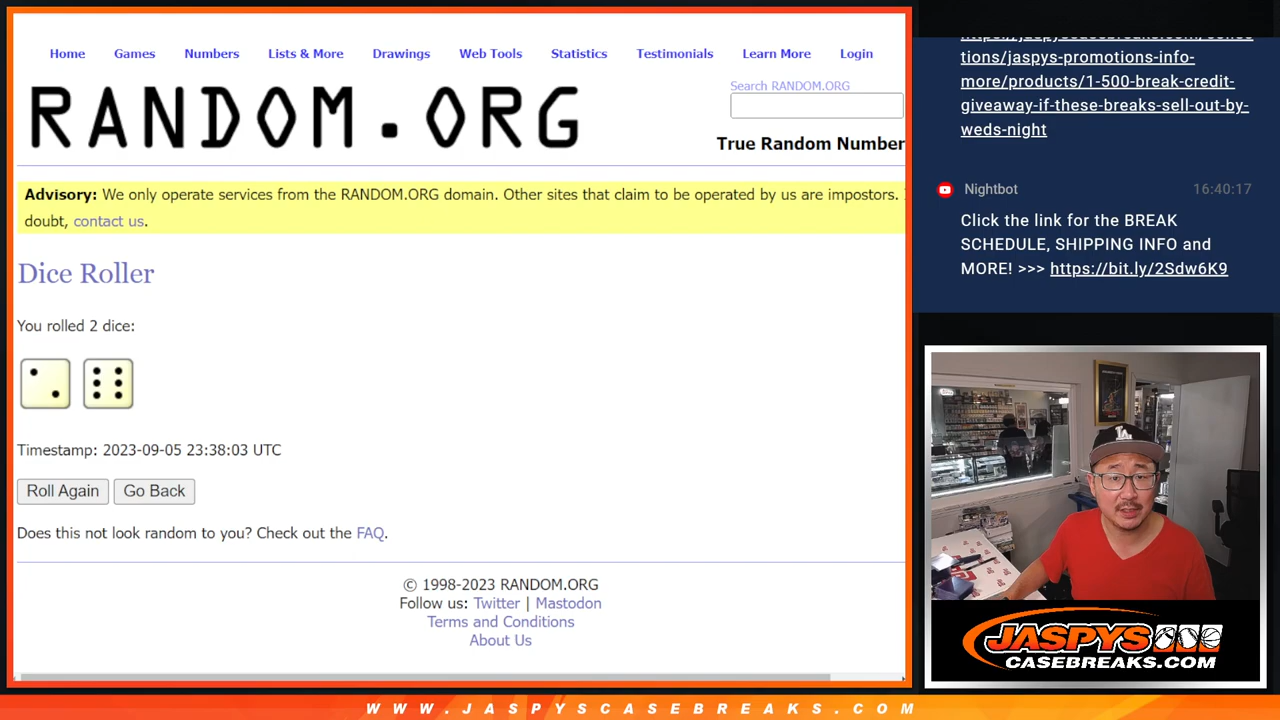 Home Games Numbers Lists & More Drawings Web Tools Statistics Testimonials Learn More Login
RANDOM.ORG
Search RANDOM.ORG
True Random Number
Advisory: We only operate services from the RANDOM.ORG domain. Other sites that claim to be operated by us are impostors.
doubt, contact us.
Dice Roller
You rolled 2 dice:
Timestamp: 2023-09-05 23:38:03 UTC
Roll Again Go Back
Does this not look random to you? Check out the FAQ.
© 1998-2023 RANDOM.ORG
Follow us: Twitter | Mastodon
Terms and Conditions
About Us
tions/jaspys-promotions-info-
more/products/1-500-break-credit-
giveaway-if-these-breaks-sell-out-by-
weds-night
Nightbot 16:40:17
Click the link for the BREAK
SCHEDULE, SHIPPING INFO and
MORE! >>> https://bit.ly/2Sdw6K9
LA
JASPYS
CASEBREAKS.COM
WWW.JASPYSCASEBREAKS.COM